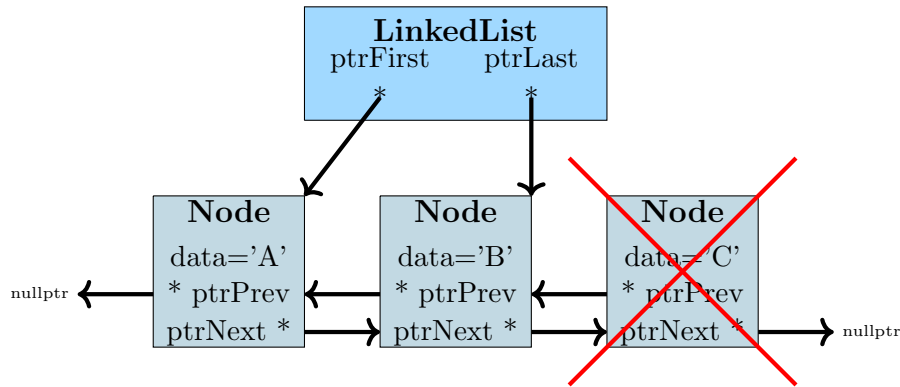 LinkedList
ptrFirst ptrLast
* *
Node
data='A'
* ptrPrev
ptrNext *
Node
data='B'
* ptrPrev
ptrNext *
Node
data='C'
* ptrPrev
ptrNext *
nullptr
nullptr